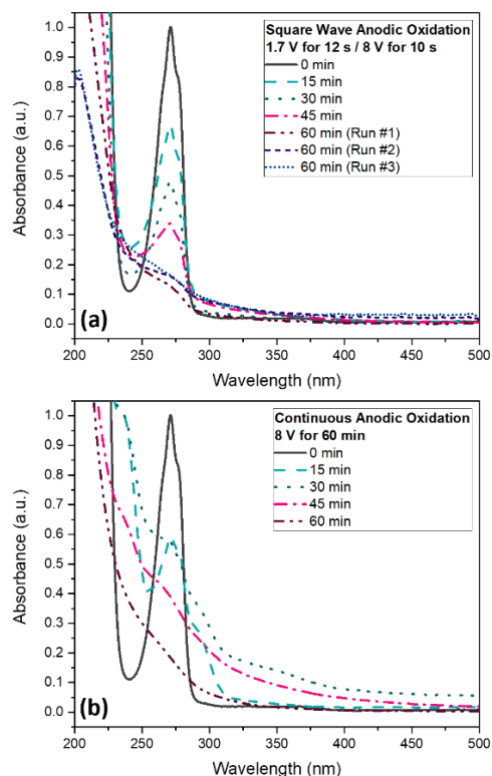 Square Wave Anodic Oxidation
1.7 V for 12 s / 8 V for 10 s
0 min
15 min
30 min
45 min
60 min (Run #1)
60 min (Run #2)
60 min (Run #3)
Absorbance (a.u.)
1.0
0.9
0.8
0.7
0.6
0.5
0.4
0.3
0.2
0.1
0.0
(a)
200 250 300 350 400 450 500
Wavelength (nm)
Continuous Anodic Oxidation
8 V for 60 min
0 min
15 min
30 min
45 min
60 min
Absorbance (a.u.)
1.0
0.9
0.8
0.7
0.6
0.5
0.4
0.3
0.2
0.1
0.0
(b)
200 250 300 350 400 450 500
Wavelength (nm)